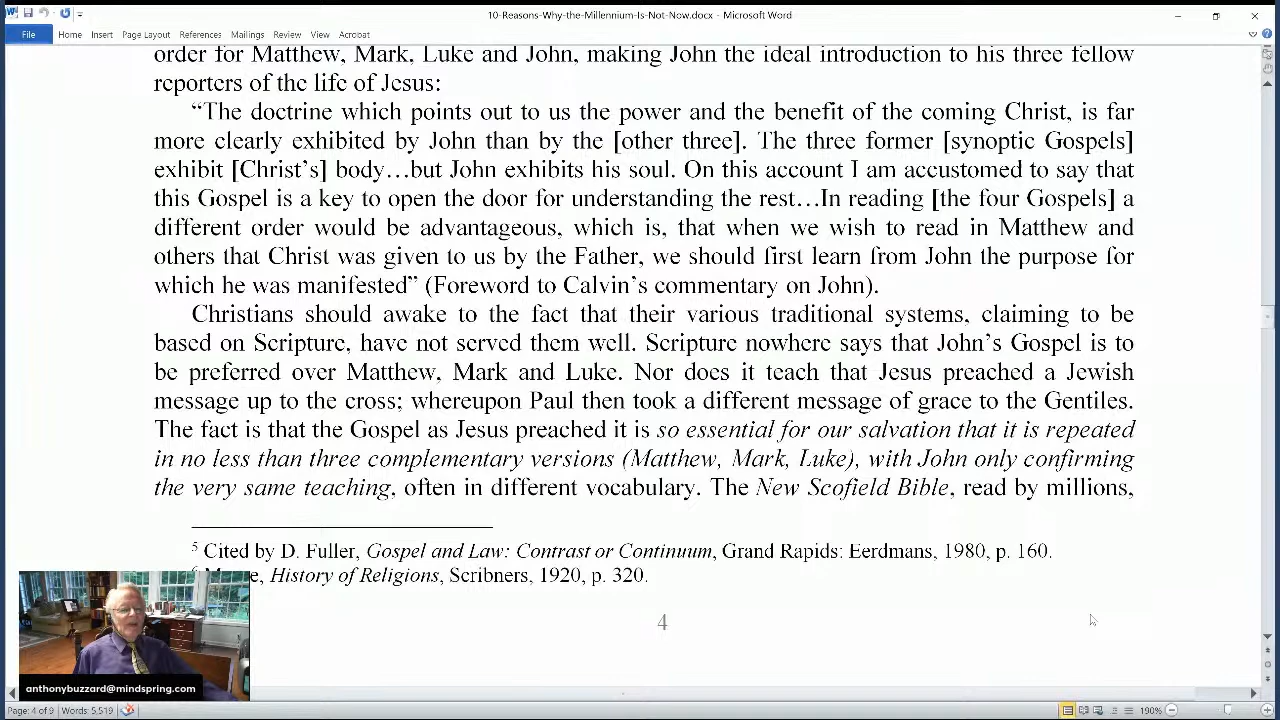 10-Reasons-Why-the-Millennium-Is-Not-Now.docx - Microsoft Word
File Home Insert Page Layout References Mailings Review View Acrobat
order for Matthew, Mark, Luke and John, making John the ideal introduction to his three fellow
reporters of the life of Jesus:
“The doctrine which points out to us the power and the benefit of the coming Christ, is far
more clearly exhibited by John than by the [other three]. The three former [synoptic Gospels]
exhibit [Christ’s] body…but John exhibits his soul. On this account I am accustomed to say that
this Gospel is a key to open the door for understanding the rest…In reading [the four Gospels] a
different order would be advantageous, which is, that when we wish to read in Matthew and
others that Christ was given to us by the Father, we should first learn from John the purpose for
which he was manifested” (Foreword to Calvin’s commentary on John).
Christians should awake to the fact that their various traditional systems, claiming to be
based on Scripture, have not served them well. Scripture nowhere says that John’s Gospel is to
be preferred over Matthew, Mark and Luke. Nor does it teach that Jesus preached a Jewish
message up to the cross; whereupon Paul then took a different message of grace to the Gentiles.
The fact is that the Gospel as Jesus preached it is so essential for our salvation that it is repeated
in no less than three complementary versions (Matthew, Mark, Luke), with John only confirming
the very same teaching, often in different vocabulary. The New Scofield Bible, read by millions,
5 Cited by D. Fuller, Gospel and Law: Contrast or Continuum, Grand Rapids: Eerdmans, 1980, p. 160.
History of Religions, Scribners, 1920, p. 320.
4
anthonybuzzard@mindspring.com
Page: 4 of 9 Words: 5,519 190%